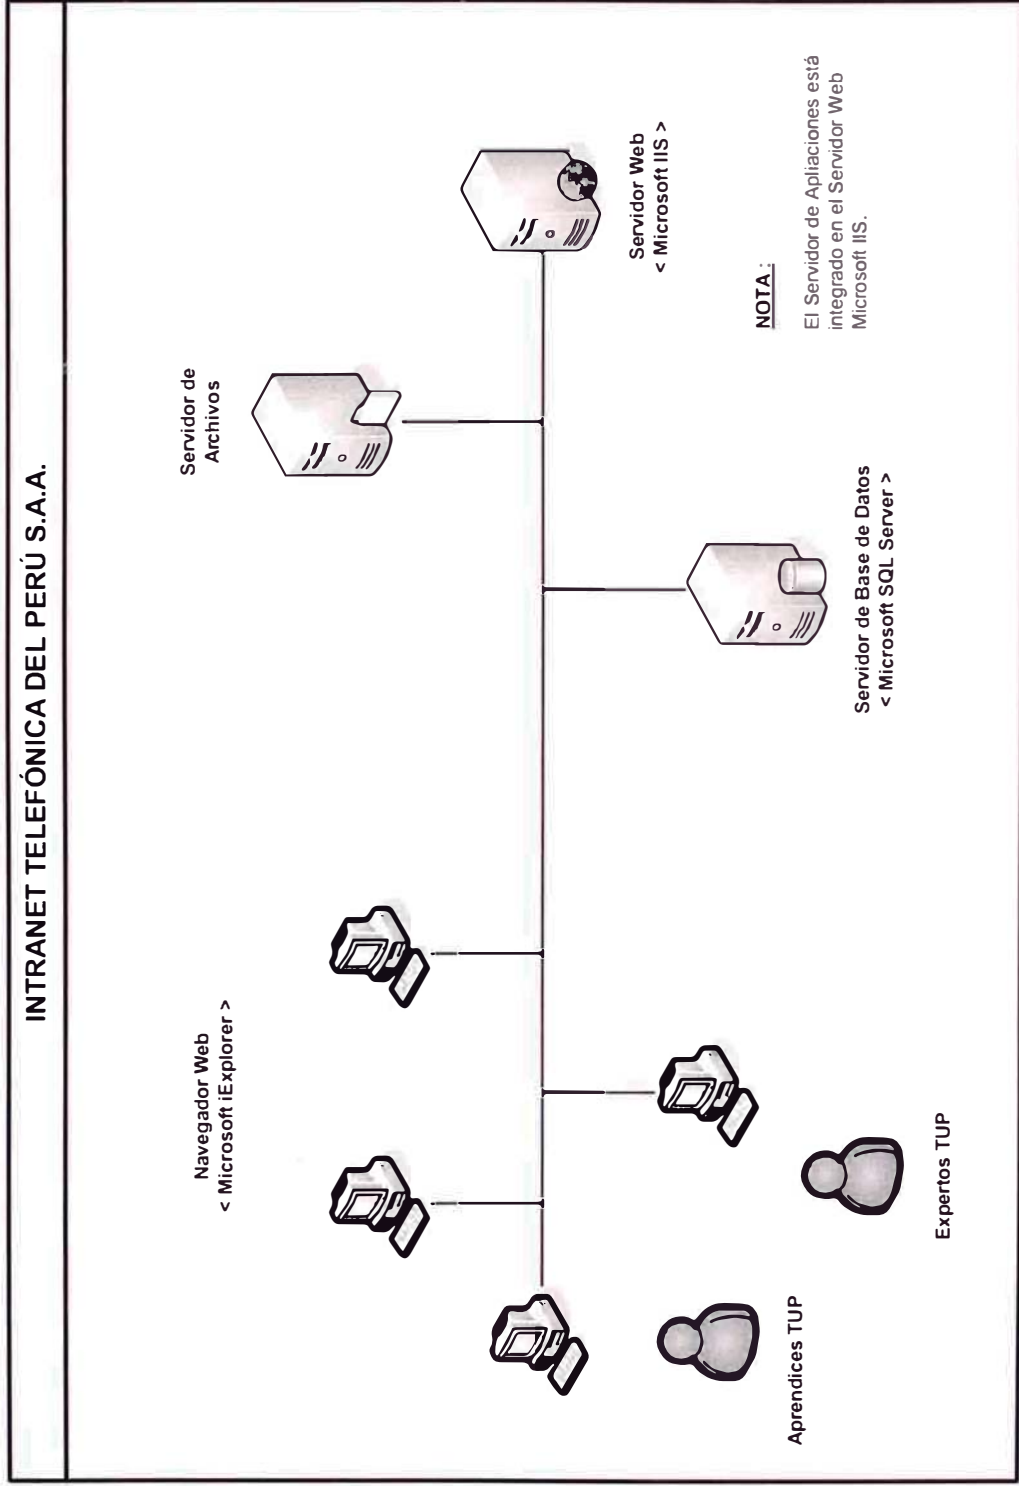 INTRANET TELEFÓNICA DEL PERÚ S.A.A.
Navegador Web
< Microsoft iExplorer >
Servidor de
Archivos
Servidor Web
< Microsoft IIS >
Aprendices TUP
Expertos TUP
Servidor de Base de Datos
< Microsoft SQL Server >
NOTA :
El Servidor de Apliaciones está
integrado en el Servidor Web
Microsoft IIS.